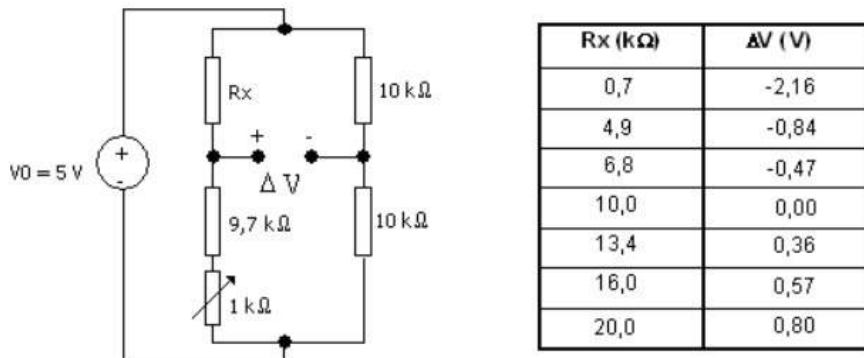 Rx
10 kΩ
+ -
V0 = 5 V
+
-
Δ V
9,7 kΩ
10 kΩ
1 kΩ
Rx (kΩ) ΔV (V)
0,7 -2,16
4,9 -0,84
6,8 -0,47
10,0 0,00
13,4 0,36
16,0 0,57
20,0 0,80